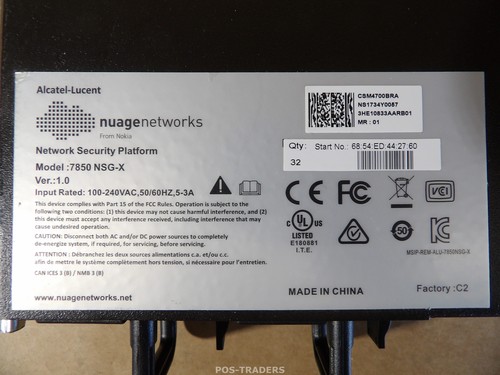 Alcatel-Lucent
nuagenetworks
From Nokia
Network Security Platform
Model :7850 NSG-X
Ver.:1.0
Input Rated: 100-240VAC,50/60HZ,5-3A
This device complies with Part 15 of the FCC Rules. Operation is subject to the
following two conditions: (1) this device may not cause harmful interference, and (2)
this device must accept any interference received, including interference that may
cause undesired operation.
CAUTION: Disconnect both AC and/or DC power sources to completely
de-energize system, if required, for servicing, before servicing.
ATTENTION : Débranchez les deux sources alimentations c.a. et/ou c.c.
afin de mettre le système complètement hors tension, si nécessaire pour l'entretien.
CAN ICES 3 (B) / NMB 3 (B)
www.nuagenetworks.net
CSM4700BRA
NS1734Y0057
3HE10833AARB01
MR : 01
Qty: Start No.: 68:54:ED:44:27:60
32
CE FC VCI
c UL US
LISTED
E180881
I.T.E.
50
MSIP-REM-ALU-7850NSG-X
MADE IN CHINA
Factory :C2
POS-TRADERS